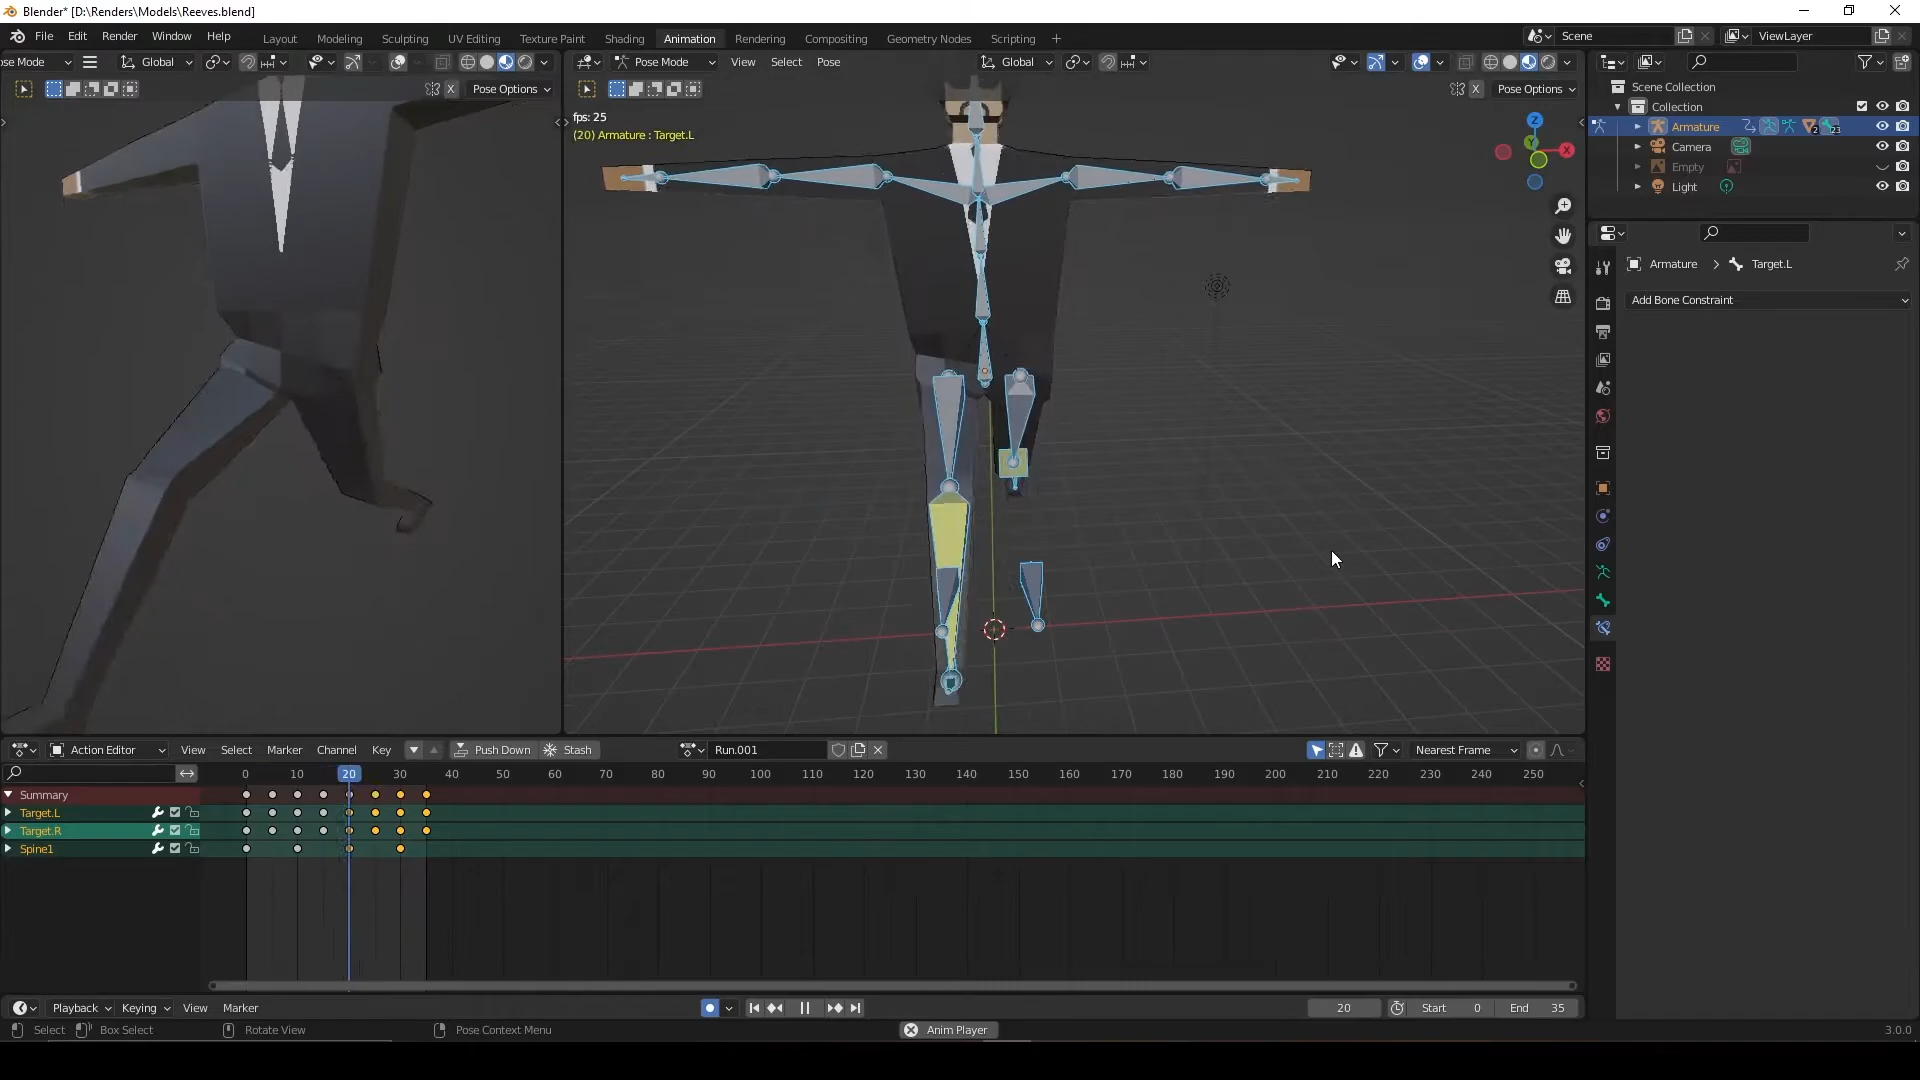 Blender* [D:\Renders\Models\Reeves.blend]
File Edit Render Window Help Layout Modeling Sculpting UV Editing Texture Paint Shading Animation Rendering Compositing Geometry Nodes Scripting + Scene ViewLayer
ose Mode Global Pose Mode View Select Pose Global
X Pose Options X Pose Options
Scene Collection
Collection
fps: 25
(20) Armature : Target.L
Armature 2 23
Camera
Empty
Light
Z
X
Armature > Target.L
Add Bone Constraint
Action Editor View Select Marker Channel Key Push Down Stash Run.001 Nearest Frame
0 10 20 30 40 50 60 70 80 90 100 110 120 130 140 150 160 170 180 190 200 210 220 230 240 250
Summary
Target.L
Target.R
Spine1
Playback Keying View Marker 20 Start 0 End 35
Select Box Select Rotate View Pose Context Menu Anim Player 3.0.0